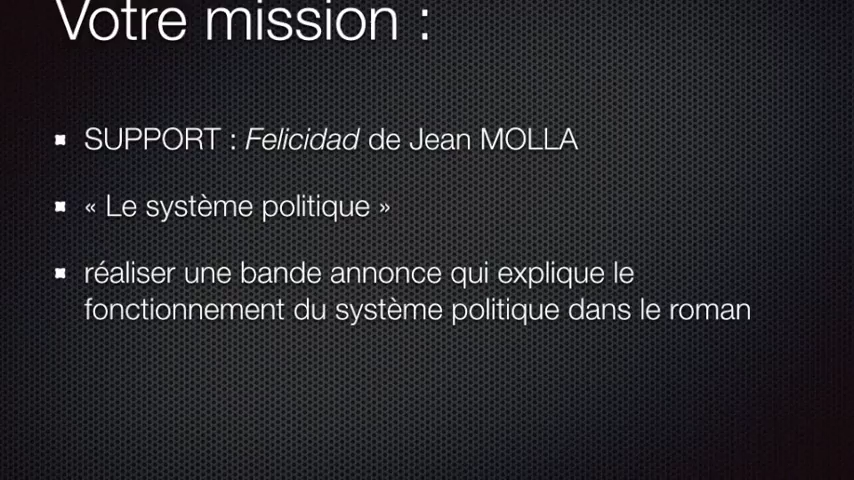 Votre mission :
SUPPORT : Felicidad de Jean MOLLA
« Le système politique »
réaliser une bande annonce qui explique le
fonctionnement du système politique dans le roman